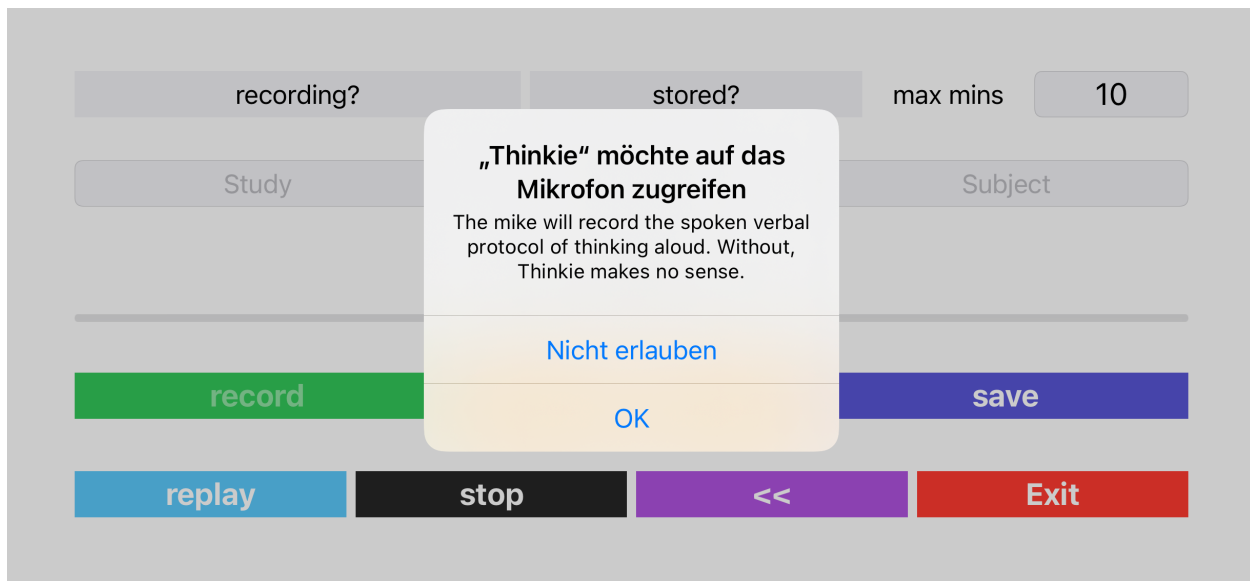 recording?
stored?
max mins
10
Study
Subject
„Thinkie“ möchte auf das
Mikrofon zugreifen
The mike will record the spoken verbal
protocol of thinking aloud. Without,
Thinkie makes no sense.
Nicht erlauben
OK
record
save
replay
stop
<<
Exit